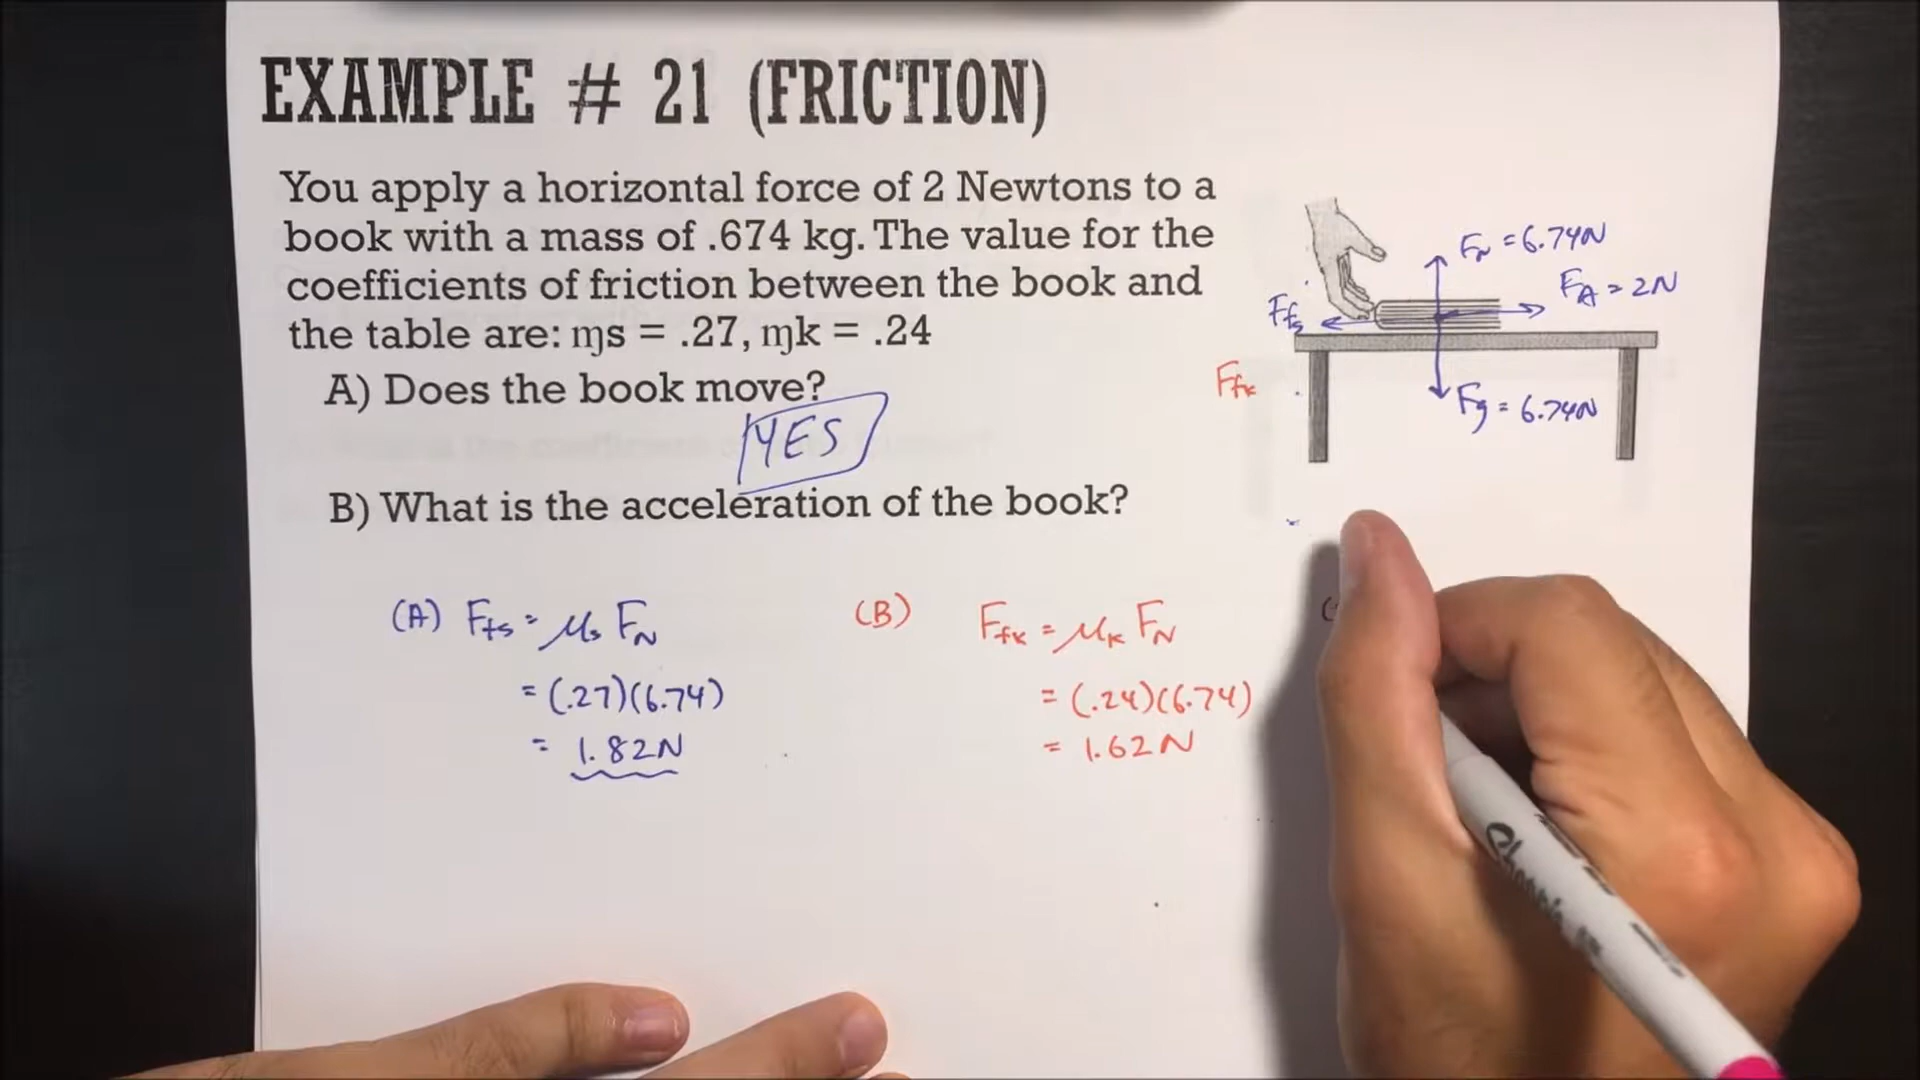 EXAMPLE # 21 (FRICTION)
You apply a horizontal force of 2 Newtons to a
book with a mass of .674 kg. The value for the
coefficients of friction between the book and
the table are: ɱs = .27, ɱk = .24
A) Does the book move?
YES
B) What is the acceleration of the book?
FN = 6.74N
FA = 2N
Ffs
Ffk
Fg = 6.74N
(A) Ffs = μs FN
= (.27)(6.74)
= 1.82N
(B) Ffk = μk FN
= (.24)(6.74)
= 1.62N
Sharpie